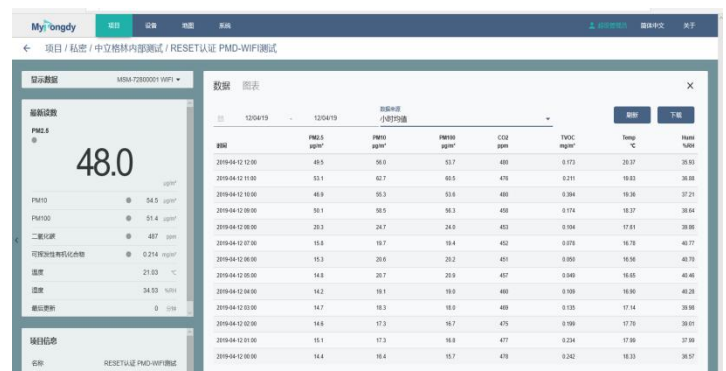 MyTongdy 项目 设备 地图 系统 简体中文 关于
← 项目 / 私密 / 中立格林内部测试 / RESET认证 PMD-WIFI测试
显示数据 MSM-72800001 WIFI
最新读数
PM2.5
48.0 µg/m³
PM10 54.5 µg/m³
PM100 51.4 µg/m³
二氧化碳 487 ppm
可挥发性有机化合物 0.214 mg/m³
温度 21.03 ℃
湿度 34.53 %RH
最后更新 0 分钟
项目信息
名称 RESET认证 PMD-WIFI测试
数据 图表
数据来源
12/04/19 - 12/04/19 小时均值 刷新 下载
PM2.5 PM10 PM100 CO2 TVOC Temp Humi
时间 µg/m³ µg/m³ µg/m³ ppm mg/m³ ℃ %RH
2019-04-12 12:00 49.5 56.0 53.7 480 0.173 20.37 35.93
2019-04-12 11:00 53.1 62.7 60.5 476 0.211 19.83 36.88
2019-04-12 10:00 46.9 55.3 53.6 480 0.394 18.36 37.21
2019-04-12 09:00 50.1 58.5 56.3 458 0.174 18.37 38.64
2019-04-12 08:00 20.3 24.7 24.0 453 0.104 17.61 39.06
2019-04-12 07:00 15.8 19.7 19.4 452 0.078 16.78 40.77
2019-04-12 06:00 15.3 20.6 20.2 451 0.050 16.56 40.70
2019-04-12 05:00 14.8 20.7 20.9 457 0.049 16.65 40.46
2019-04-12 04:00 14.2 19.1 19.0 460 0.109 16.90 40.28
2019-04-12 03:00 14.7 18.3 18.0 469 0.135 17.14 39.98
2019-04-12 02:00 14.6 17.3 16.7 475 0.199 17.70 39.01
2019-04-12 01:00 15.1 17.3 16.8 477 0.234 17.99 37.99
2019-04-12 00:00 14.4 16.4 15.7 478 0.242 18.33 38.57